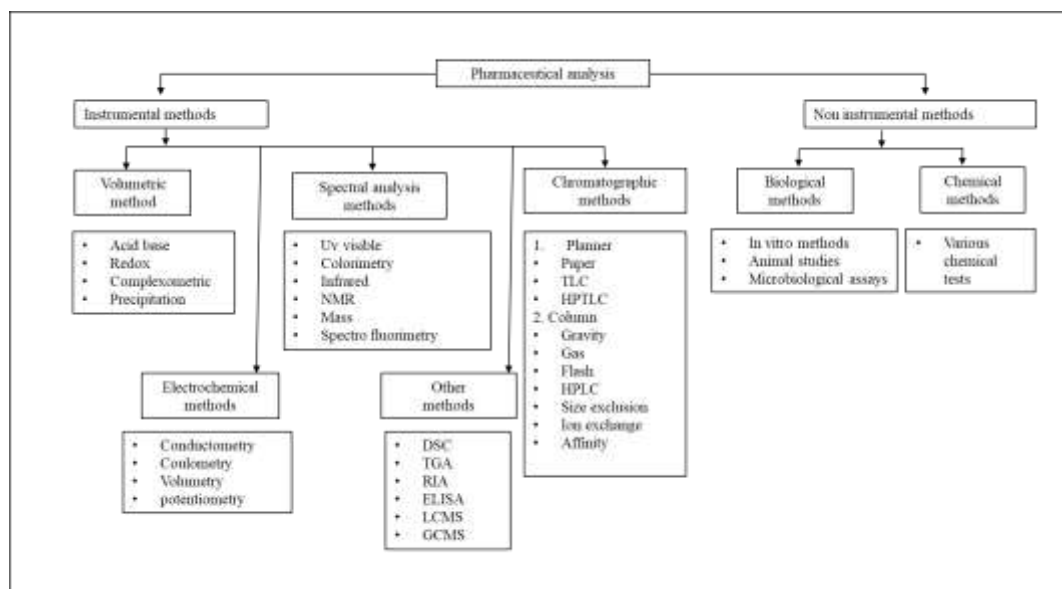 Pharmaceutical analysis
Instrumental methods
Non instrumental methods
Volumetric
method
• Acid base
• Redox
• Complexometric
• Precipitation
Spectral analysis
methods
• Uv visible
• Colorimetry
• Infrared
• NMR
• Mass
• Spectro fluorimetry
Chromatographic
methods
1. Planner
• Paper
• TLC
• HPTLC
2. Column
• Gravity
• Gas
• Flash
• HPLC
• Size exclusion
• Ion exchange
• Affinity
Biological
methods
• In vitro methods
• Animal studies
• Microbiological assays
Chemical
methods
• Various
chemical
tests
Electrochemical
methods
• Conductometry
• Coulometry
• Volumetry
• potentiometry
Other
methods
• DSC
• TGA
• RIA
• ELISA
• LCMS
• GCMS